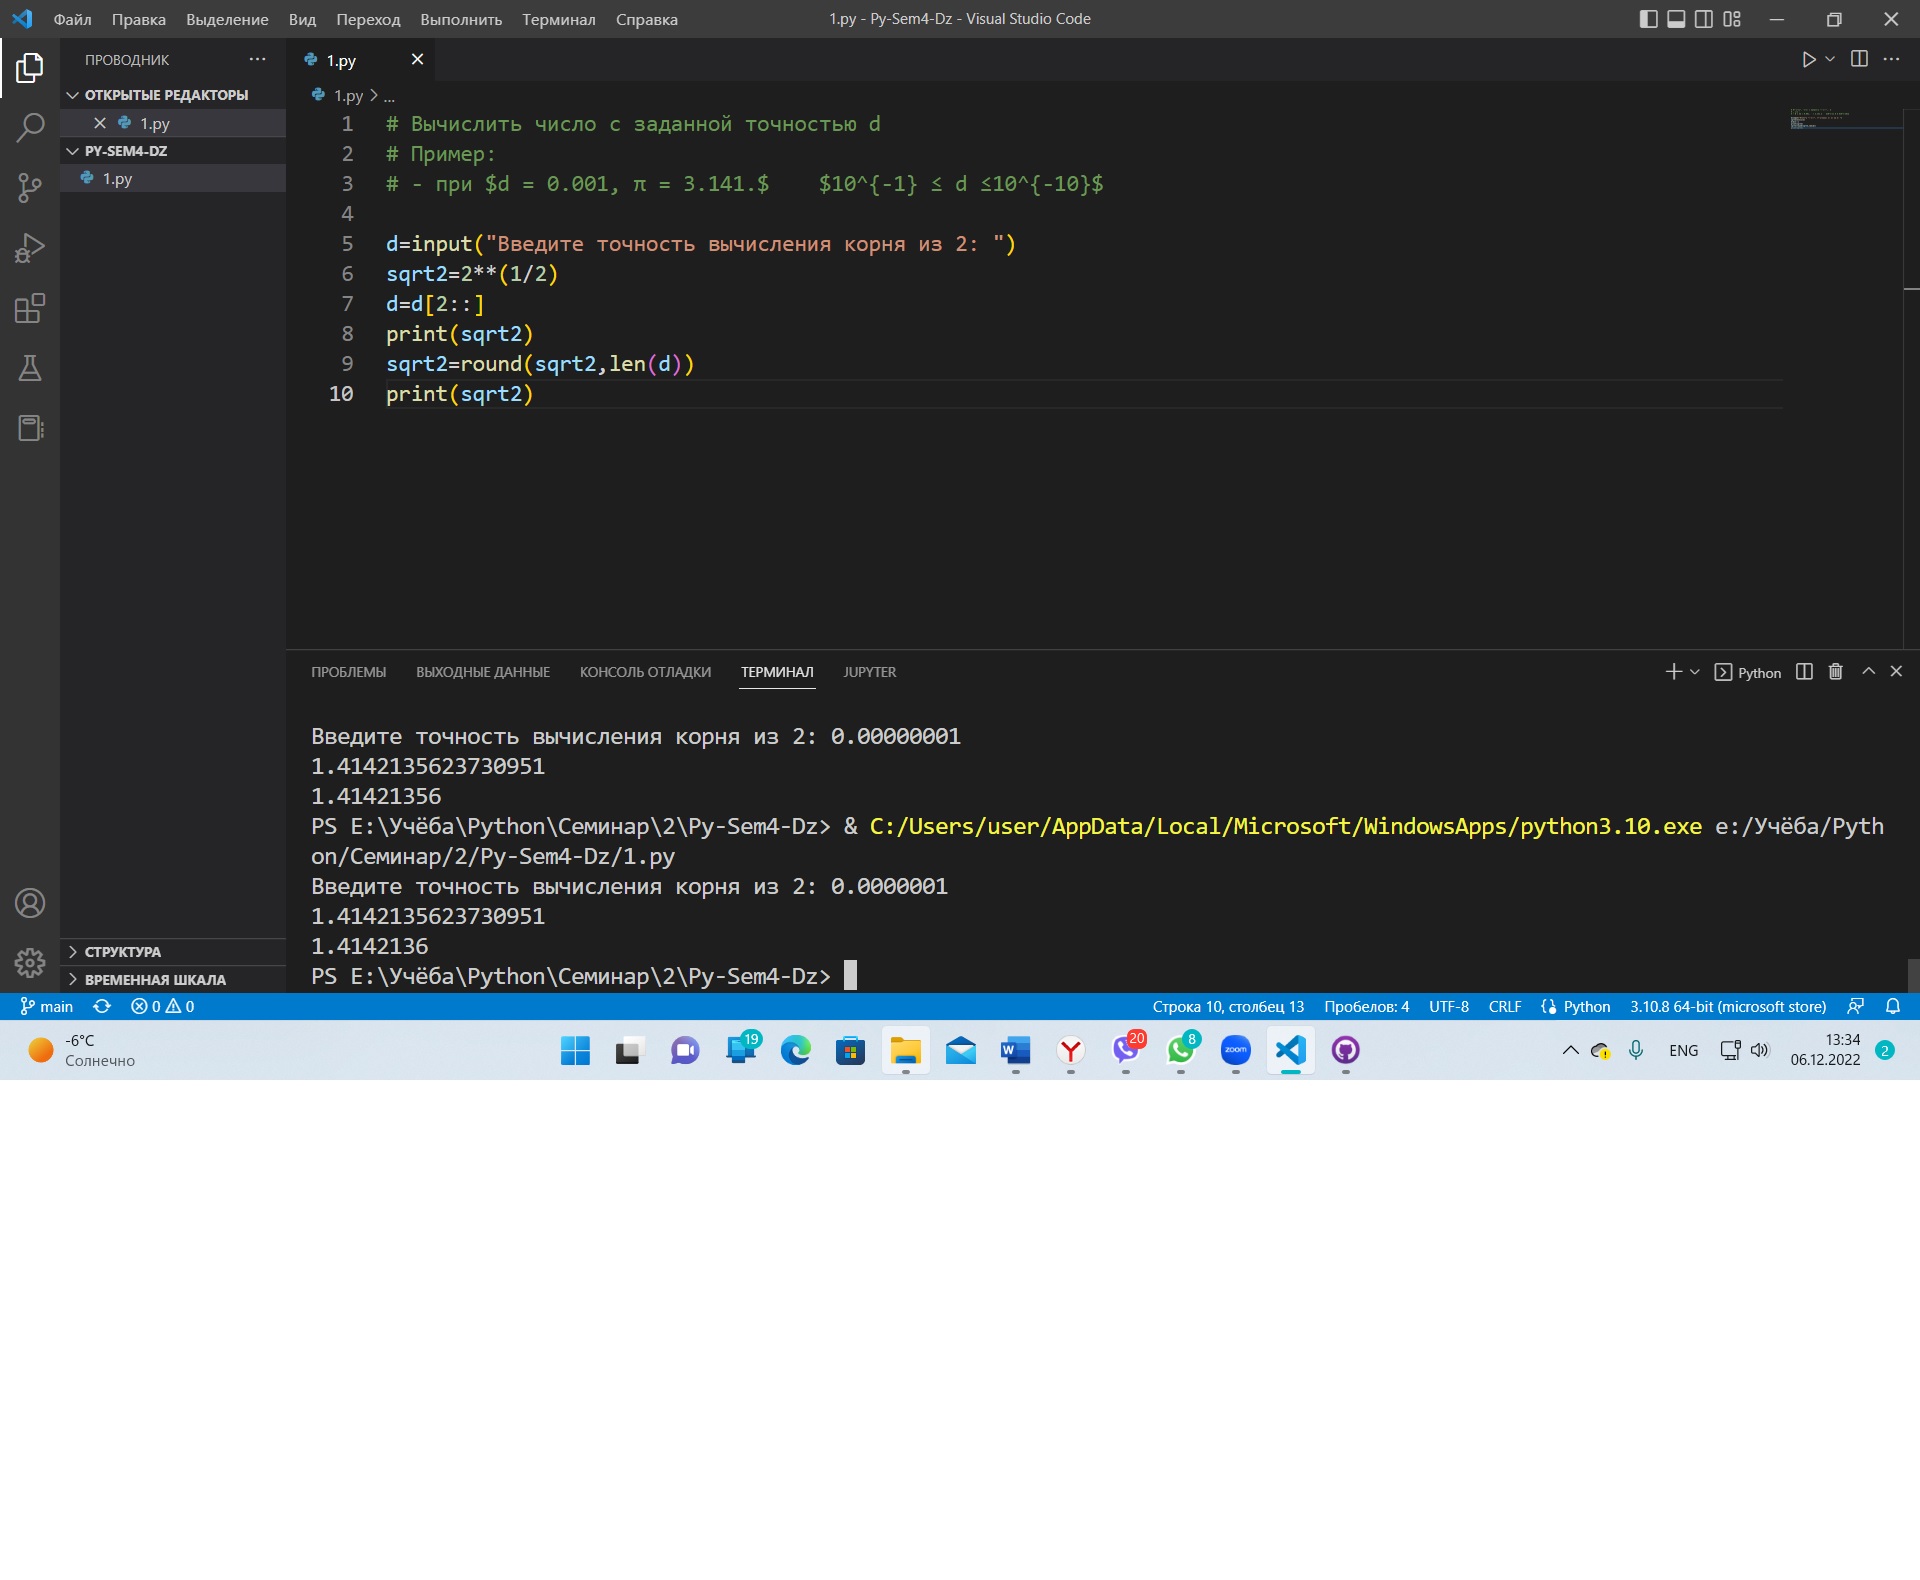 Файл Правка Выделение Вид Переход Выполнить Терминал Справка 1.py - Py-Sem4-Dz - Visual Studio Code
ПРОВОДНИК
ОТКРЫТЫЕ РЕДАКТОРЫ
1.py
PY-SEM4-DZ
1.py
СТРУКТУРА
ВРЕМЕННАЯ ШКАЛА
1.py
1.py > ...
1 # Вычислить число c заданной точностью d
2 # Пример:
3 # - при $d = 0.001, π = 3.141.$    $10^{-1} ≤ d ≤10^{-10}$
4
5 d=input("Введите точность вычисления корня из 2: ")
6 sqrt2=2**(1/2)
7 d=d[2::]
8 print(sqrt2)
9 sqrt2=round(sqrt2,len(d))
10 print(sqrt2)
ПРОБЛЕМЫ ВЫХОДНЫЕ ДАННЫЕ КОНСОЛЬ ОТЛАДКИ ТЕРМИНАЛ JUPYTER Python
Введите точность вычисления корня из 2: 0.00000001
1.4142135623730951
1.41421356
PS E:\Учёба\Python\Семинар\2\Py-Sem4-Dz> & C:/Users/user/AppData/Local/Microsoft/WindowsApps/python3.10.exe e:/Учёба/Pyth
on/Семинар/2/Py-Sem4-Dz/1.py
Введите точность вычисления корня из 2: 0.0000001
1.4142135623730951
1.4142136
PS E:\Учёба\Python\Семинар\2\Py-Sem4-Dz>
main 0 0 Строка 10, столбец 13 Пробелов: 4 UTF-8 CRLF Python 3.10.8 64-bit (microsoft store)
-6°C
Солнечно
19 W 20 8 zoom
ENG
13:34
06.12.2022
2